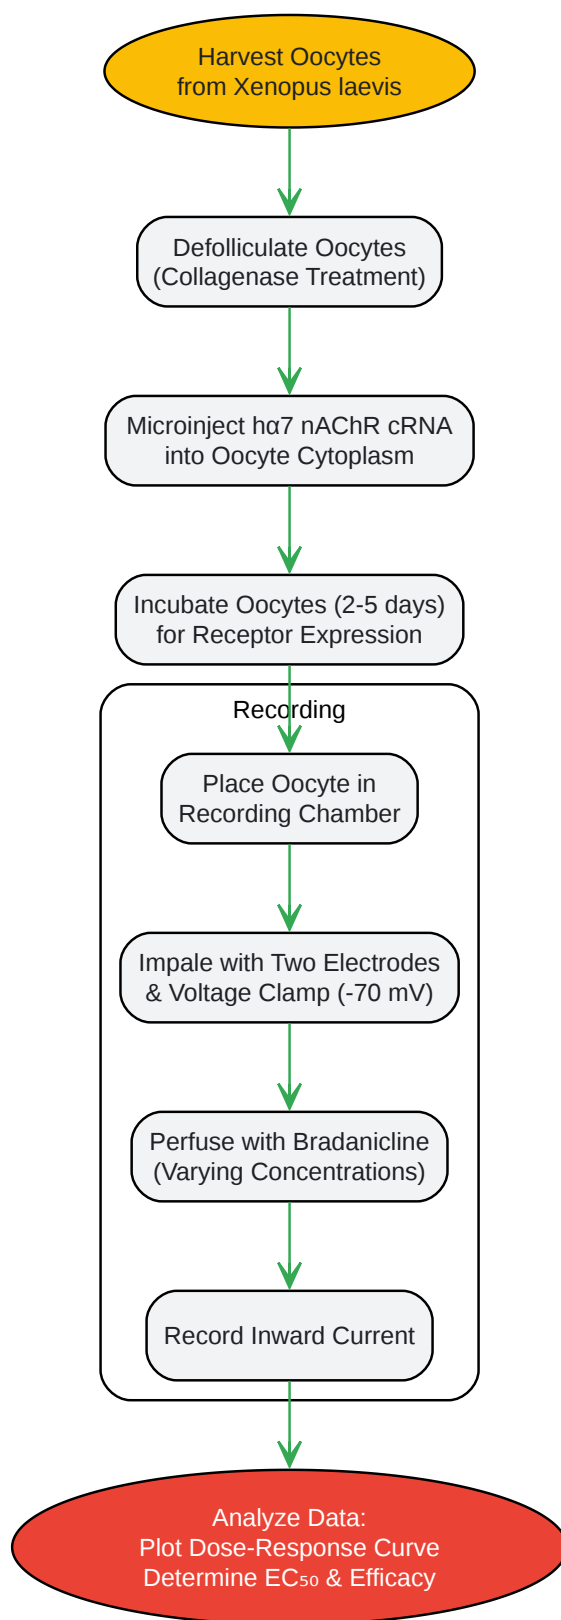 Harvest Oocytes
from Xenopus laevis
Defolliculate Oocytes
(Collagenase Treatment)
Microinject hα7 nAChR cRNA
into Oocyte Cytoplasm
Incubate Oocytes (2-5 days)
for Receptor Expression
Recording
Place Oocyte in
Recording Chamber
Impale with Two Electrodes
& Voltage Clamp (-70 mV)
Perfuse with Bradanicline
(Varying Concentrations)
Record Inward Current
Analyze Data:
Plot Dose-Response Curve
Determine EC₅₀ & Efficacy